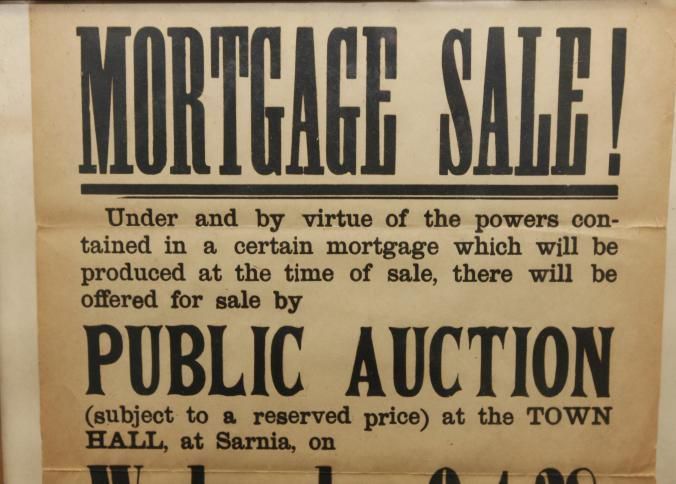 MORTGAGE SALE!
Under and by virtue of the powers con-
tained in a certain mortgage which will be
produced at the time of sale, there will be
offered for sale by
PUBLIC AUCTION
(subject to a reserved price) at the TOWN
HALL, at Sarnia, on